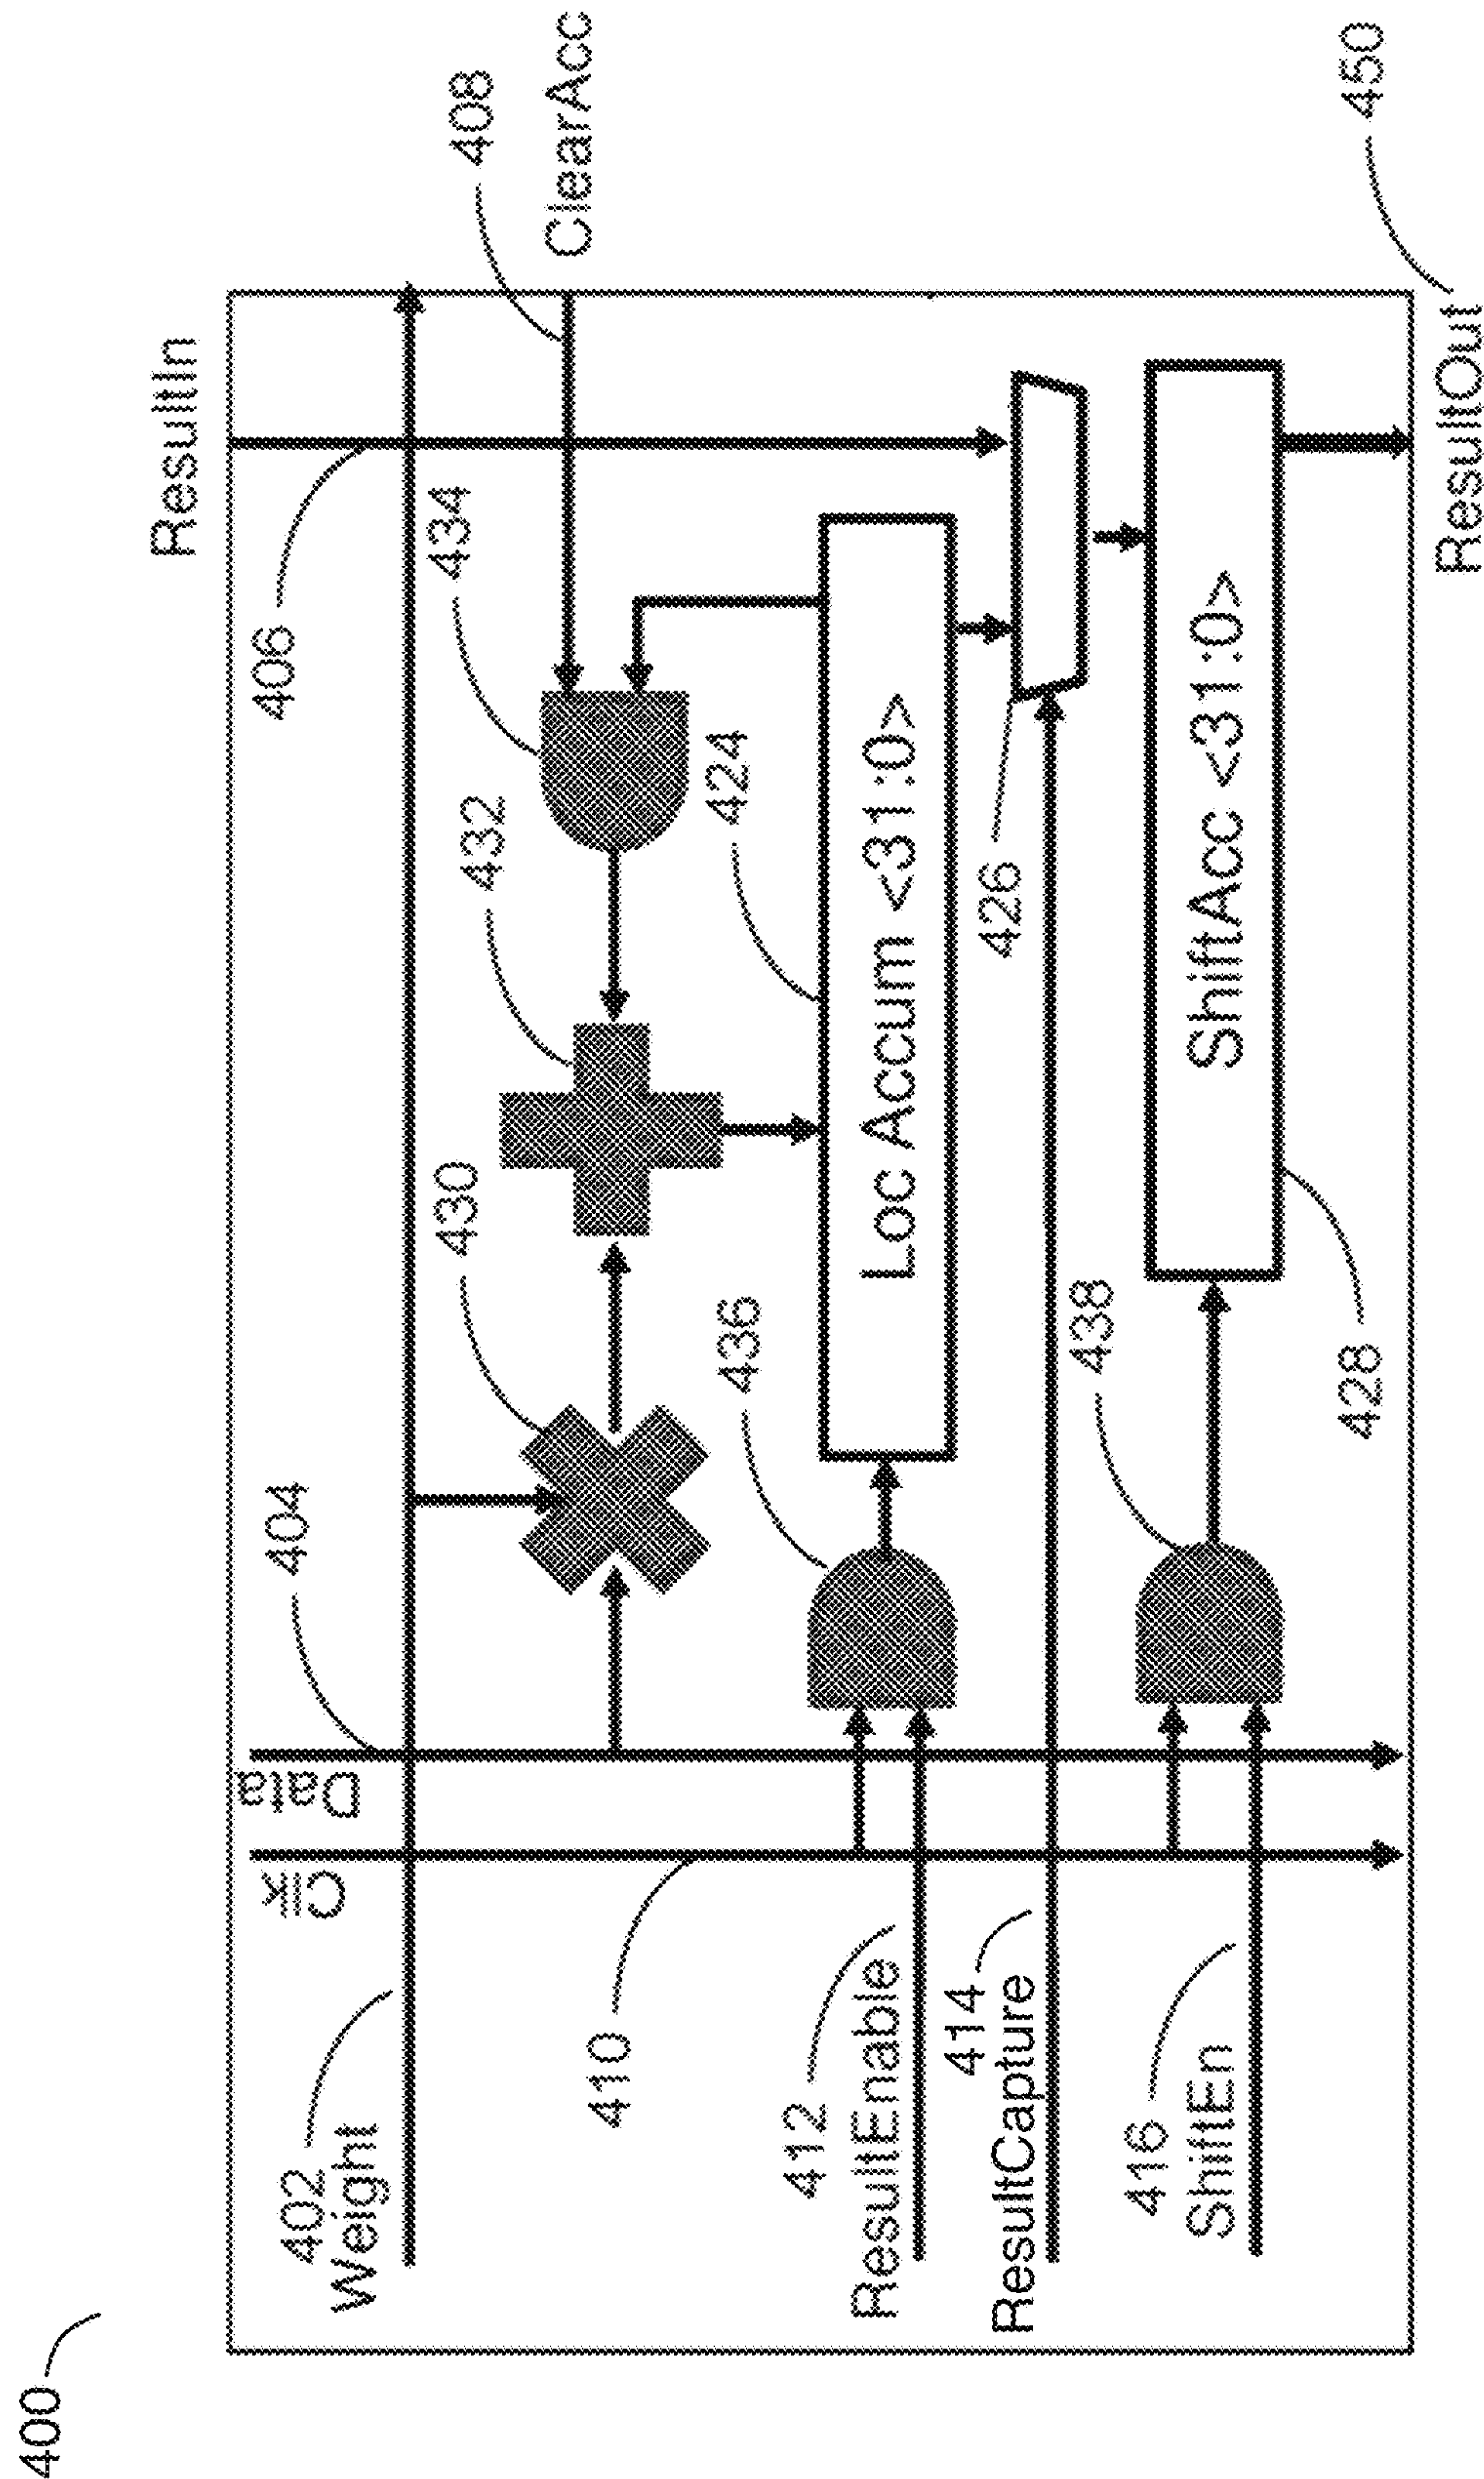 400
ResultIn
402
Weight
Clk
Data
404
406
408
ClearAcc
410
430
432
434
412
ResultEnable
436
424
Loc Accum <31:0>
414
ResultCapture
426
416
ShiftEn
438
ShiftAcc <31:0>
428
ResultOut
450